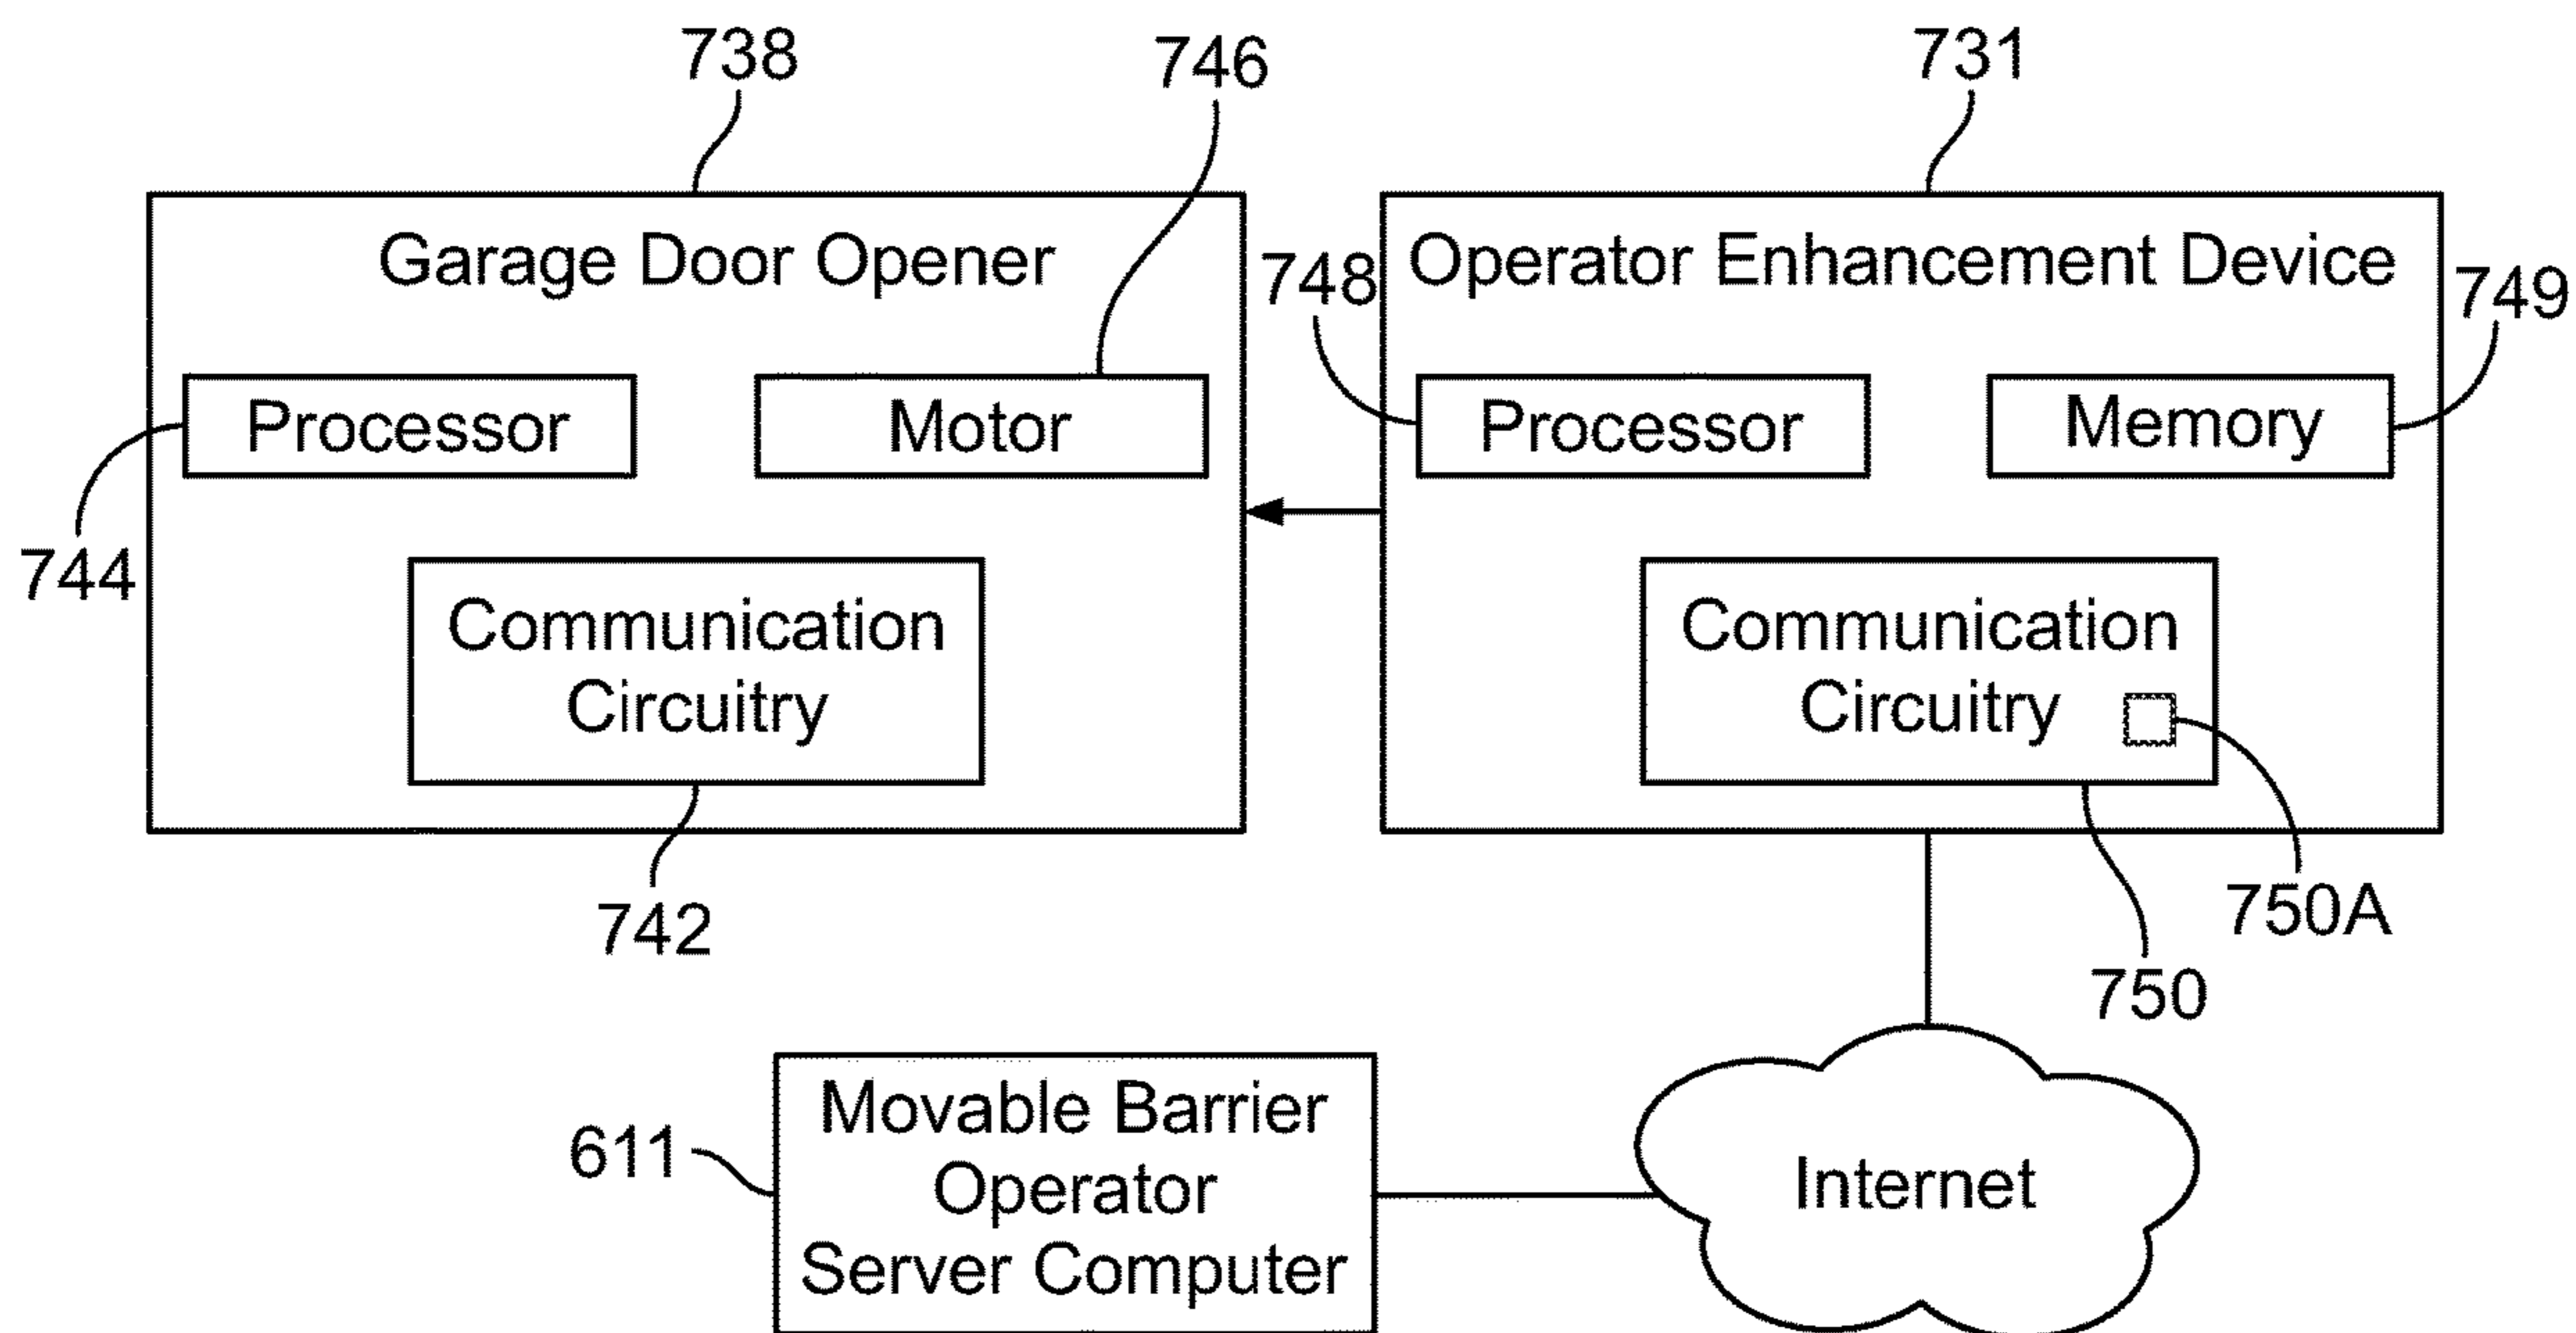 738
746
731
Garage Door Opener
748
Operator Enhancement Device
749
Processor
Motor
Processor
Memory
744
Communication
Circuitry
Communication
Circuitry
742
750A
750
Movable Barrier
Operator
Server Computer
611
Internet